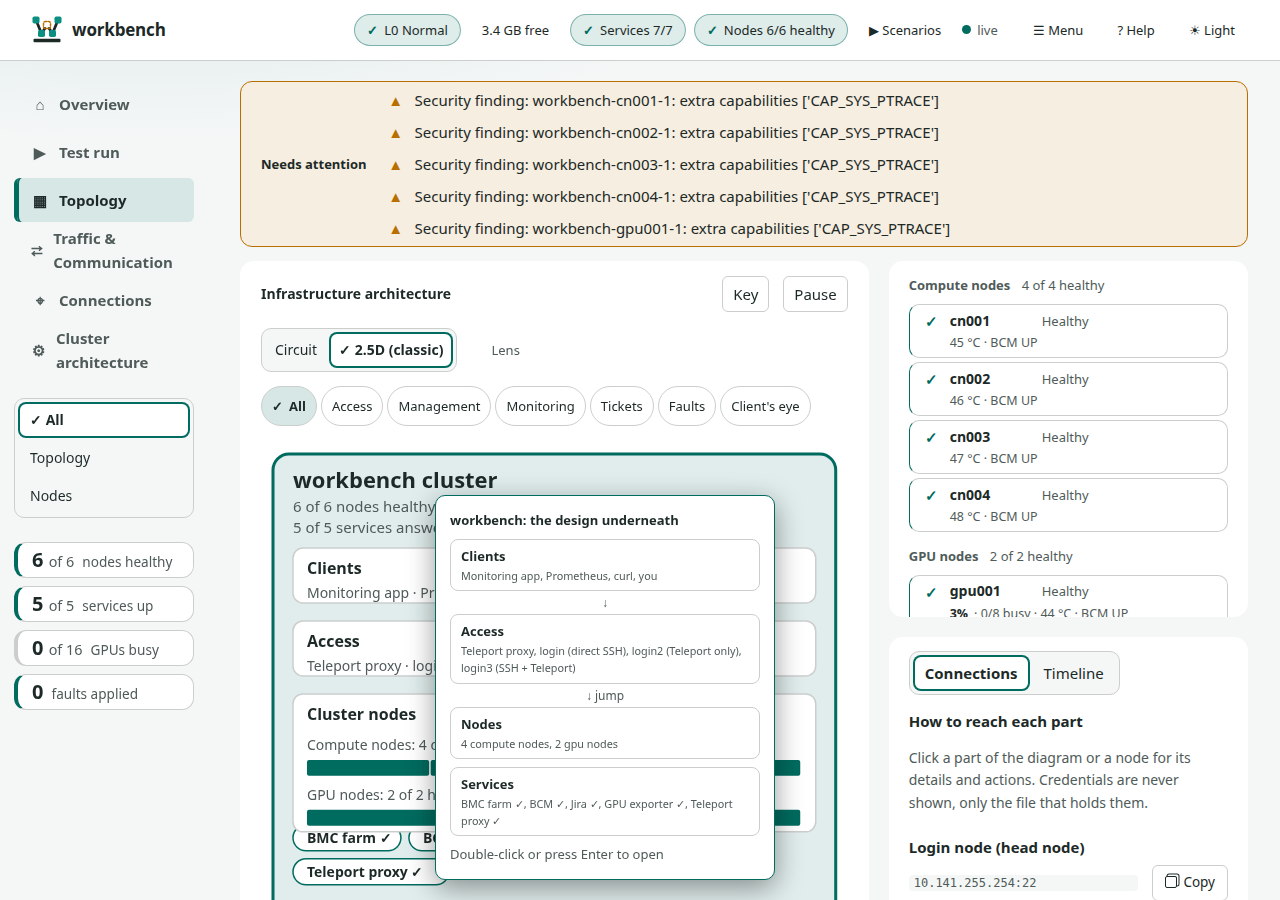 workbench
✓ L0 Normal
3.4 GB free
✓ Services 7/7
✓ Nodes 6/6 healthy
▶ Scenarios
live
☰ Menu
? Help
☀ Light
Overview
Test run
Topology
Traffic &
Communication
Connections
Cluster
architecture
✓ All
Topology
Nodes
6 of 6 nodes healthy
5 of 5 services up
0 of 16 GPUs busy
0 faults applied
Needs attention
▲ Security finding: workbench-cn001-1: extra capabilities ['CAP_SYS_PTRACE']
▲ Security finding: workbench-cn002-1: extra capabilities ['CAP_SYS_PTRACE']
▲ Security finding: workbench-cn003-1: extra capabilities ['CAP_SYS_PTRACE']
▲ Security finding: workbench-cn004-1: extra capabilities ['CAP_SYS_PTRACE']
▲ Security finding: workbench-gpu001-1: extra capabilities ['CAP_SYS_PTRACE']
Infrastructure architecture
Key
Pause
Circuit
✓ 2.5D (classic)
Lens
✓ All
Access
Management
Monitoring
Tickets
Faults
Client's eye
workbench cluster
6 of 6 nodes healthy
5 of 5 services
Clients
Monitoring app ·
Access
Teleport proxy ·
Cluster nodes
Compute nodes: 4
GPU nodes: 2 of 2
BMC farm ✓
Teleport proxy ✓
workbench: the design underneath
Clients
Monitoring app, Prometheus, curl, you
↓
Access
Teleport proxy, login (direct SSH), login2 (Teleport only),
login3 (SSH + Teleport)
↓ jump
Nodes
4 compute nodes, 2 gpu nodes
Services
BMC farm ✓, BCM ✓, Jira ✓, GPU exporter ✓, Teleport
proxy ✓
Double-click or press Enter to open
Compute nodes 4 of 4 healthy
✓ cn001 Healthy
45 °C · BCM UP
✓ cn002 Healthy
46 °C · BCM UP
✓ cn003 Healthy
47 °C · BCM UP
✓ cn004 Healthy
48 °C · BCM UP
GPU nodes 2 of 2 healthy
✓ gpu001 Healthy
3% · 0/8 busy · 44 °C · BCM UP
Connections
Timeline
How to reach each part
Click a part of the diagram or a node for its
details and actions. Credentials are never
shown, only the file that holds them.
Login node (head node)
10.141.255.254:22
Copy